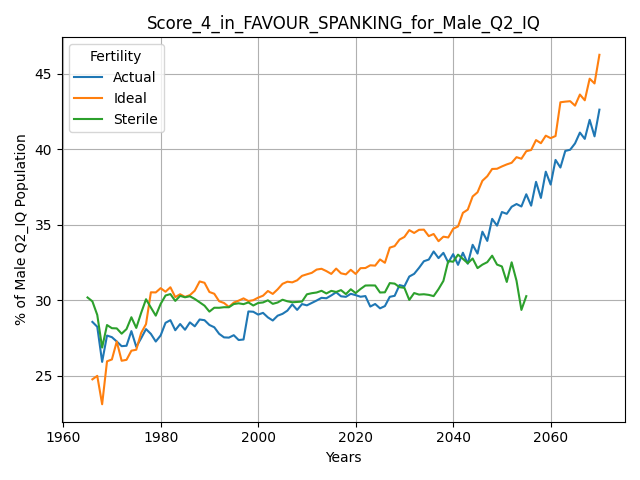 Score_4_in_FAVOUR_SPANKING_for_Male_Q2_IQ
Fertility
Actual
Ideal
Sterile
% of Male Q2_IQ Population
45
40
35
30
25
1960
1980
2000
2020
2040
2060
Years